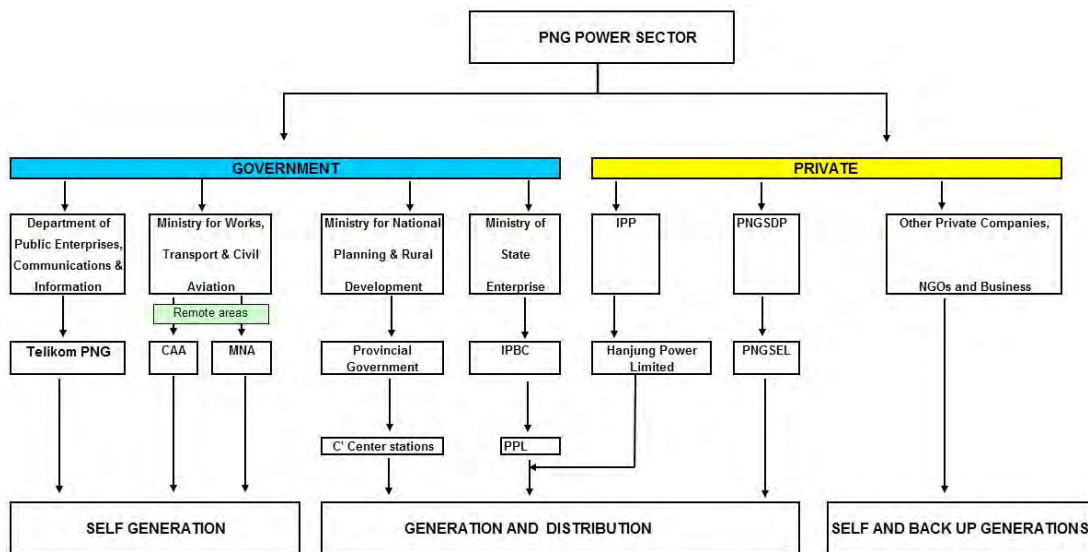 PNG POWER SECTOR
GOVERNMENT
PRIVATE
Department of
Public Enterprises,
Communications &
Information
Ministry for Works,
Transport & Civil
Aviation
Ministry for National
Planning & Rural
Development
Ministry of
State
Enterprise
IPP
PNGSDP
Other Private Companies,
NGOs and Business
Remote areas
Telikom PNG
CAA
MNA
Provincial
Government
IPBC
Hanjung Power
Limited
PNGSEL
C' Center stations
PPL
SELF GENERATION
GENERATION AND DISTRIBUTION
SELF AND BACK UP GENERATIONS